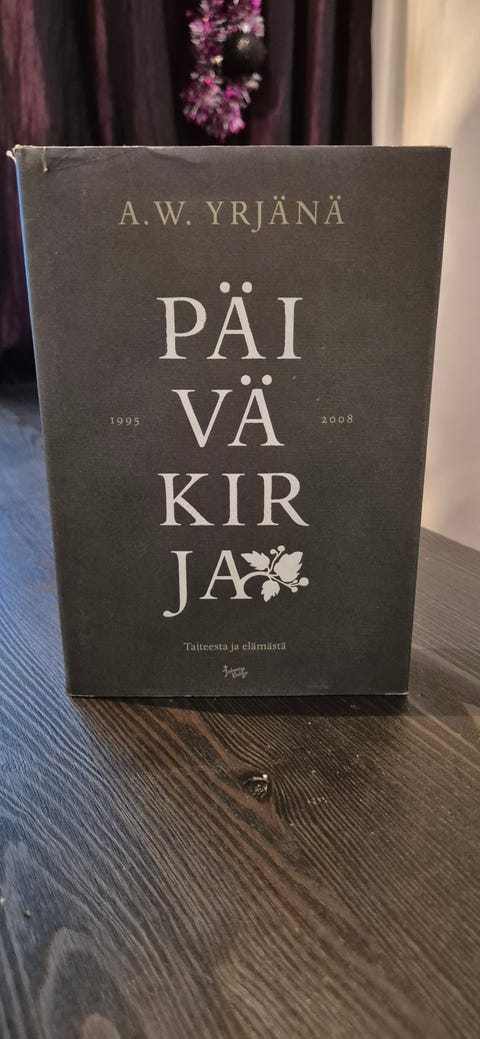 A.W. YRJÄNÄ
PÄI
VÄ
1995 2008
KIR
JA
Taiteesta ja elämästä